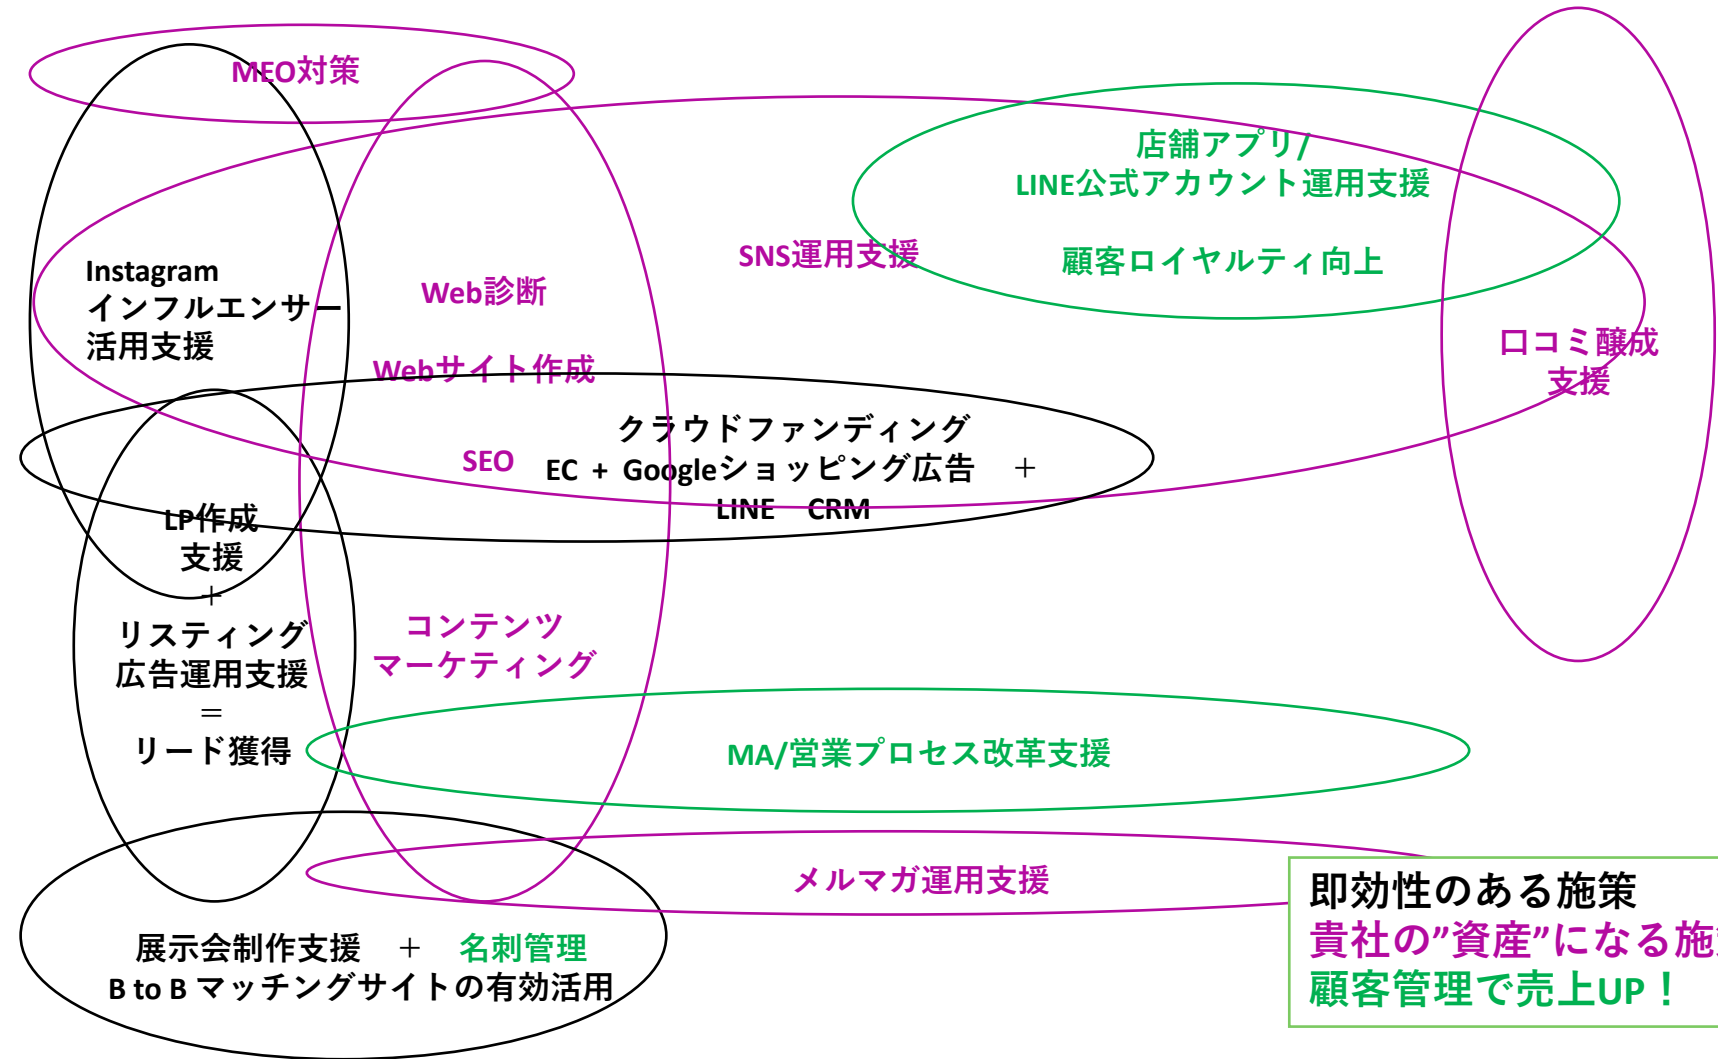 MEO対策
店舗アプリ/
LINE公式アカウント運用支援
顧客ロイヤルティ向上
SNS運用支援
Instagram
インフルエンサー
活用支援
Web診断
Webサイト作成
口コミ醸成
支援
SEO
クラウドファンディング
EC + Googleショッピング広告 +
LINE CRM
LP作成
支援
+
リスティング
広告運用支援
=
リード獲得
コンテンツ
マーケティング
MA/営業プロセス改革支援
メルマガ運用支援
展示会制作支援 + 名刺管理
B to B マッチングサイトの有効活用
即効性のある施策
貴社の”資産”になる施策
顧客管理で売上UP！